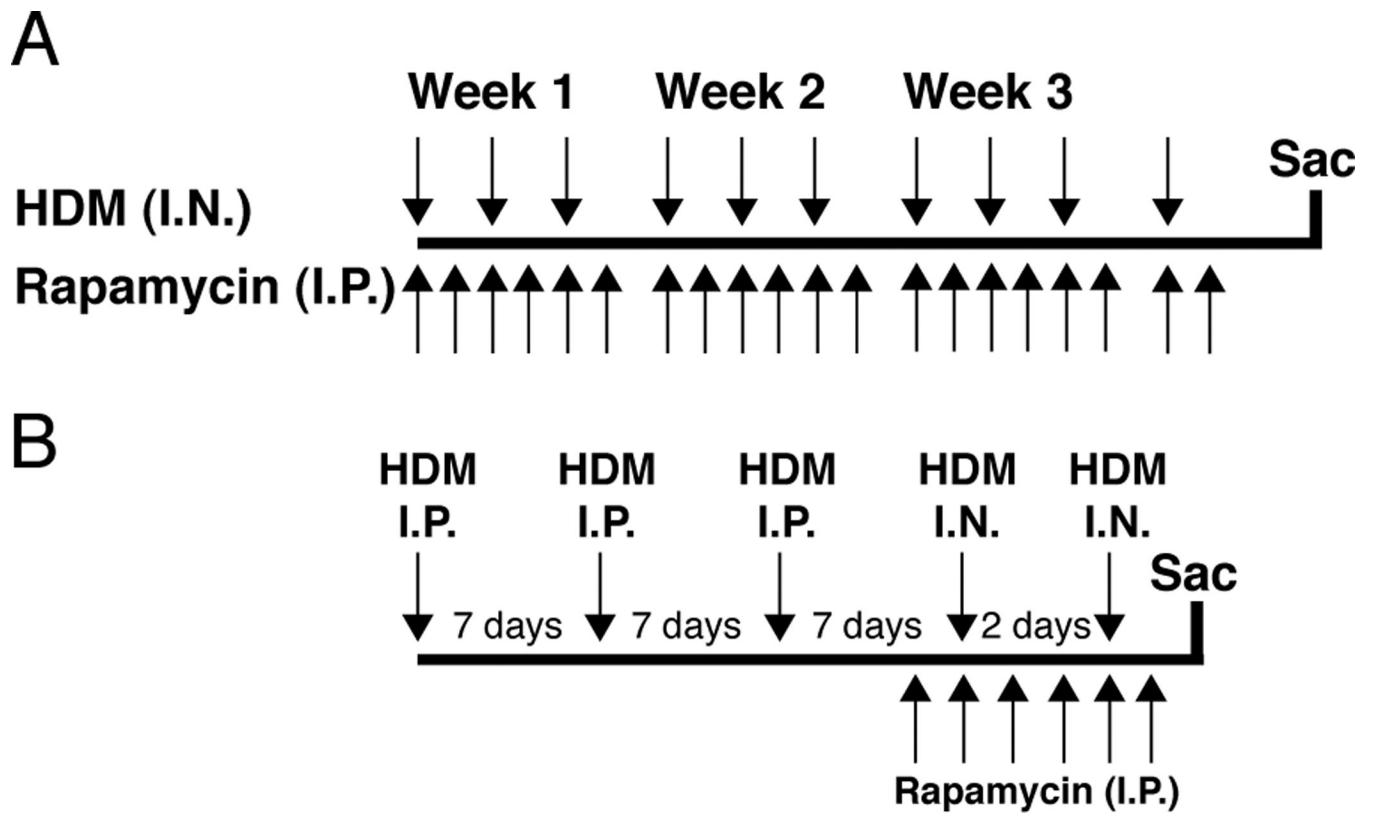 A
Week 1 Week 2 Week 3
Sac
HDM (I.N.)
Rapamycin (I.P.)
B
HDM HDM HDM HDM HDM
I.P. I.P. I.P. I.N. I.N.
Sac
7 days 7 days 7 days 2 days
Rapamycin (I.P.)